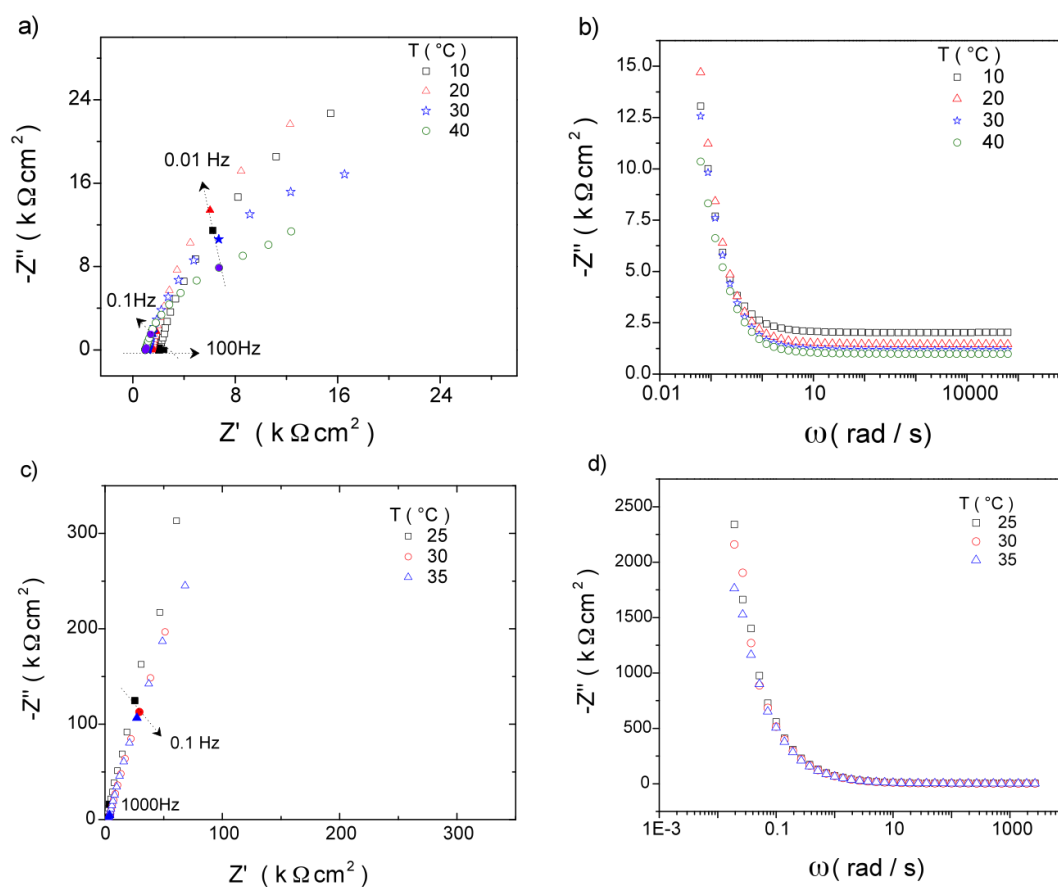 a)
28
24
16
8
0
0
8
16
24
-Z'' ( k Ω cm²)
Z' ( k Ω cm²)
T ( °C)
10
20
30
40
0.01 Hz
0.1Hz
100Hz
b)
15.0
12.5
10.0
7.5
5.0
2.5
0.0
0.01
0.1
10
10000
-Z'' ( k Ω cm²)
ω( rad / s)
T ( °C)
10
20
30
40
c)
300
200
100
0
0
100
200
300
-Z'' ( k Ω cm²)
Z' ( k Ω cm²)
T ( °C)
25
30
35
0.1 Hz
1000Hz
d)
2500
2000
1500
1000
500
0
1E-3
0.1
10
1000
-Z'' ( k Ω cm²)
ω( rad / s)
T ( °C)
25
30
35